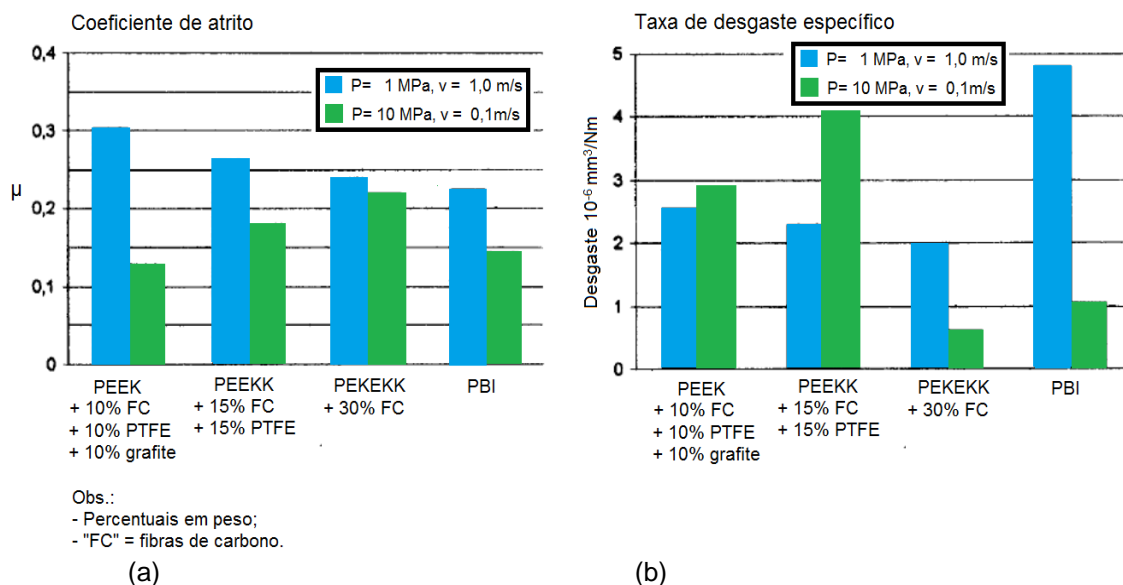 Coeficiente de atrito
0,4
0,3
0,2
0,1
0
µ
P= 1 MPa, v = 1,0 m/s
P= 10 MPa, v = 0,1m/s
PEEK
+ 10% FC
+ 10% PTFE
+ 10% grafite
PEEKK
+ 15% FC
+ 15% PTFE
PEKEKK
+ 30% FC
PBI
Obs.:
- Percentuais em peso;
- "FC" = fibras de carbono.
(a)
Taxa de desgaste específico
5
4
3
2
1
0
Desgaste 10⁻⁶ mm³/Nm
P= 1 MPa, v = 1,0 m/s
P= 10 MPa, v = 0,1m/s
PEEK
+ 10% FC
+ 10% PTFE
+ 10% grafite
PEEKK
+ 15% FC
+ 15% PTFE
PEKEKK
+ 30% FC
PBI
(b)